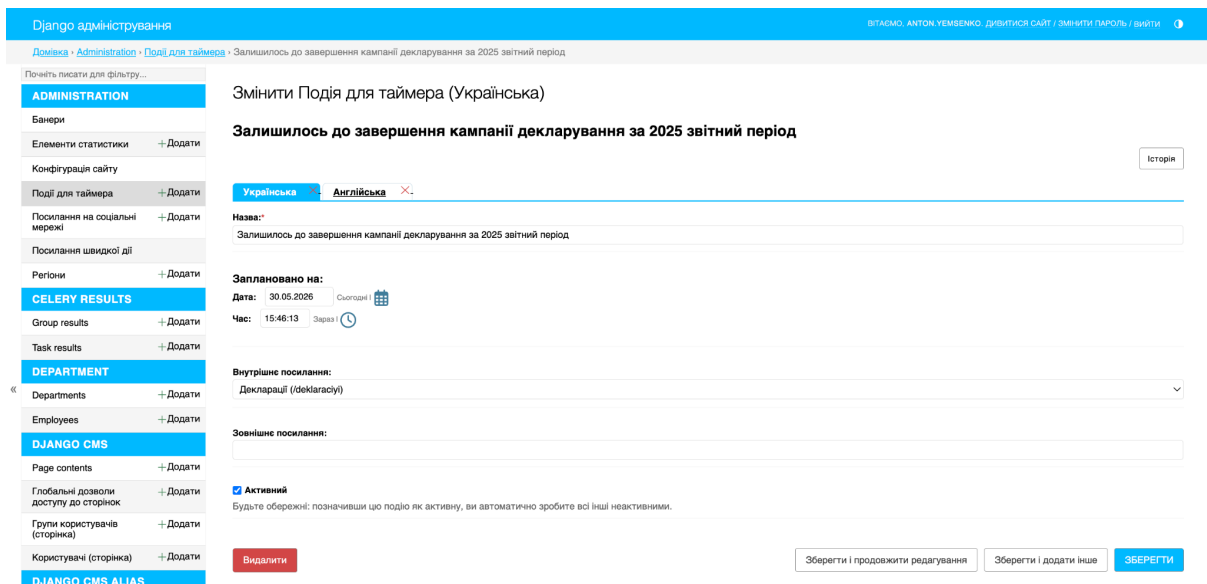 Django адміністрування
ВІТАЄМО, ANTON.YEMSENKO. ДИВИТИСЯ САЙТ / ЗМІНИТИ ПАРОЛЬ / ВИЙТИ
Домівка › Administration › Події для таймера › Залишилось до завершення кампанії декларування за 2025 звітний період
Почніть писати для фільтру...
ADMINISTRATION
Банери
Елементи статистики +Додати
Конфігурація сайту
Події для таймера +Додати
Посилання на соціальні +Додати
мережі
Посилання швидкої дії
Регіони +Додати
CELERY RESULTS
Group results +Додати
Task results +Додати
DEPARTMENT
«
Departments +Додати
Employees +Додати
DJANGO CMS
Page contents +Додати
Глобальні дозволи +Додати
доступу до сторінок
Групи користувачів +Додати
(сторінка)
Користувачі (сторінка) +Додати
DJANGO CMS ALIAS
Змінити Подія для таймера (Українська)
Залишилось до завершення кампанії декларування за 2025 звітний період
Історія
Українська Англійська
Назва:*
Залишилось до завершення кампанії декларування за 2025 звітний період
Заплановано на:
Дата: 30.05.2026 Сьогодні |
Час: 15:46:13 Зараз |
Внутрішнє посилання:
Декларації (/deklaraciyi)
Зовнішнє посилання:
Активний
Будьте обережні: позначивши цю подію як активну, ви автоматично зробите всі інші неактивними.
Видалити
Зберегти і продовжити редагування
Зберегти і додати інше
ЗБЕРЕГТИ